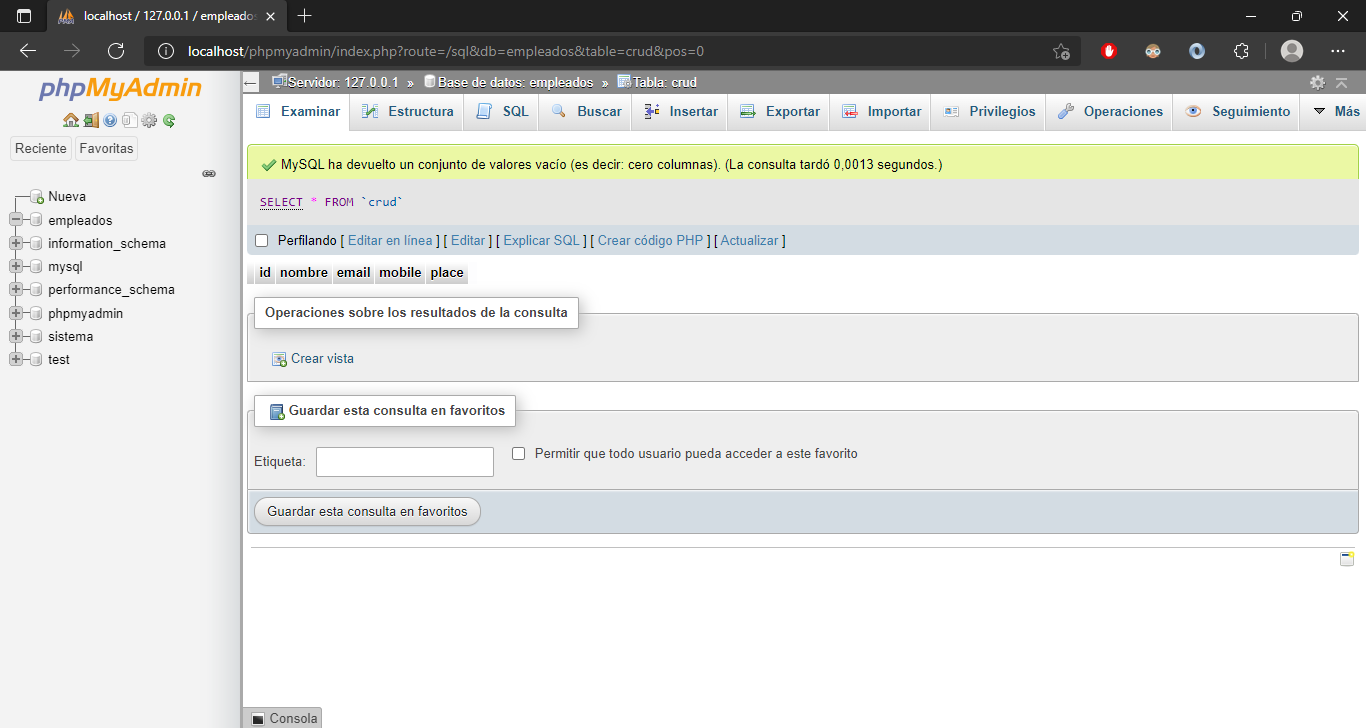 localhost / 127.0.0.1 / empleados
localhost/phpmyadmin/index.php?route=/sql&db=empleados&table=crud&pos=0
phpMyAdmin
Reciente Favoritas
Nueva
empleados
information_schema
mysql
performance_schema
phpmyadmin
sistema
test
Servidor: 127.0.0.1 » Base de datos: empleados » Tabla: crud
Examinar Estructura SQL Buscar Insertar Exportar Importar Privilegios Operaciones Seguimiento Más
MySQL ha devuelto un conjunto de valores vacío (es decir: cero columnas). (La consulta tardó 0,0013 segundos.)
SELECT * FROM `crud`
Perfilando [ Editar en línea ] [ Editar ] [ Explicar SQL ] [ Crear código PHP ] [ Actualizar ]
id nombre email mobile place
Operaciones sobre los resultados de la consulta
Crear vista
Guardar esta consulta en favoritos
Etiqueta: Permitir que todo usuario pueda acceder a este favorito
Guardar esta consulta en favoritos
Consola